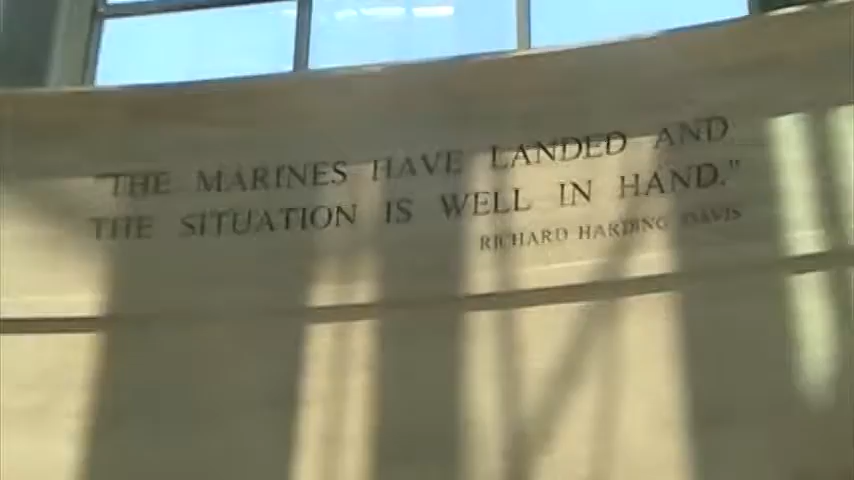 "THE MARINES HAVE LANDED AND
THE SITUATION IS WELL IN HAND."
RICHARD HARDING DAVIS